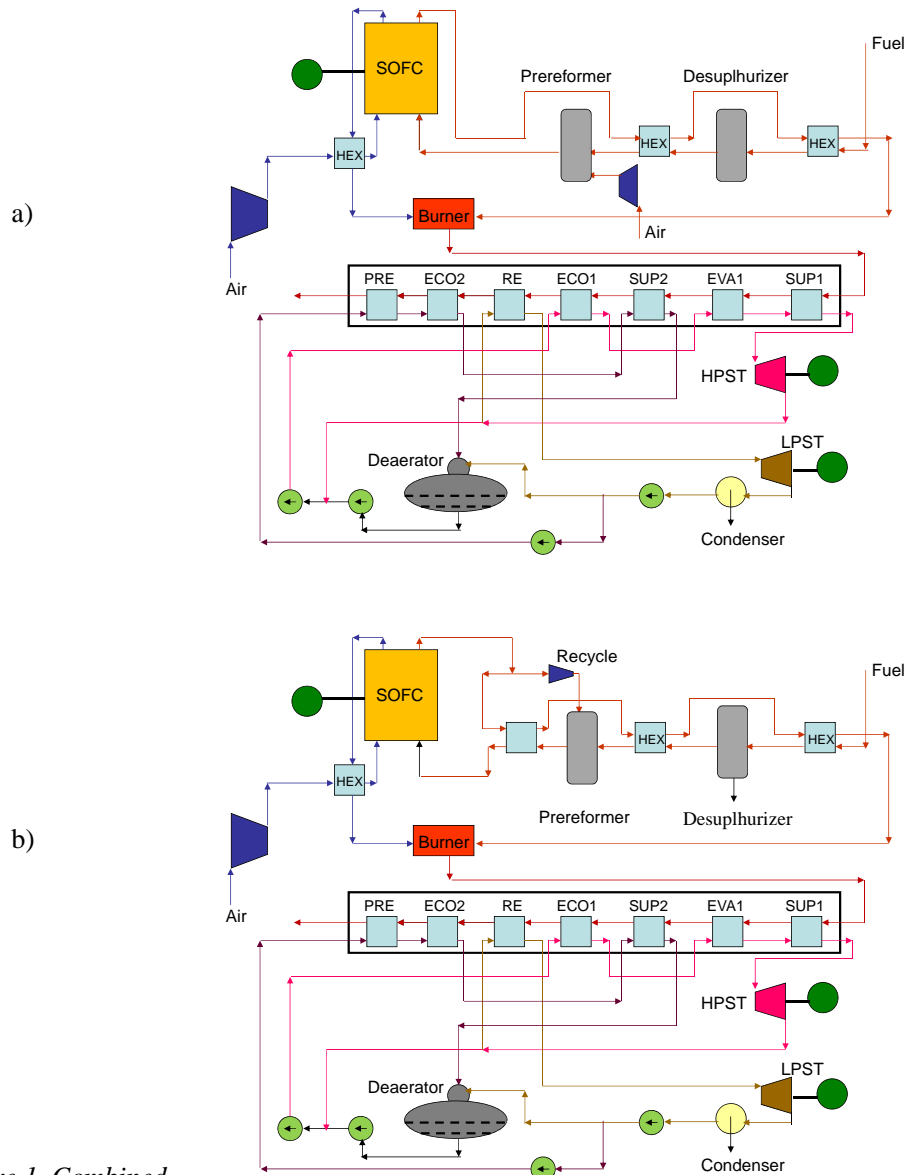 SOFC
Fuel
Prereformer
Desuplhurizer
HEX
HEX
HEX
a)
Burner
Air
Air
PRE
ECO2
RE
ECO1
SUP2
EVA1
SUP1
HPST
LPST
Deaerator
Condenser
Recycle
Fuel
SOFC
HEX
HEX
HEX
Prereformer
Desuplhurizer
b)
Burner
Air
PRE
ECO2
RE
ECO1
SUP2
EVA1
SUP1
HPST
LPST
Deaerator
Condenser
1. Combined